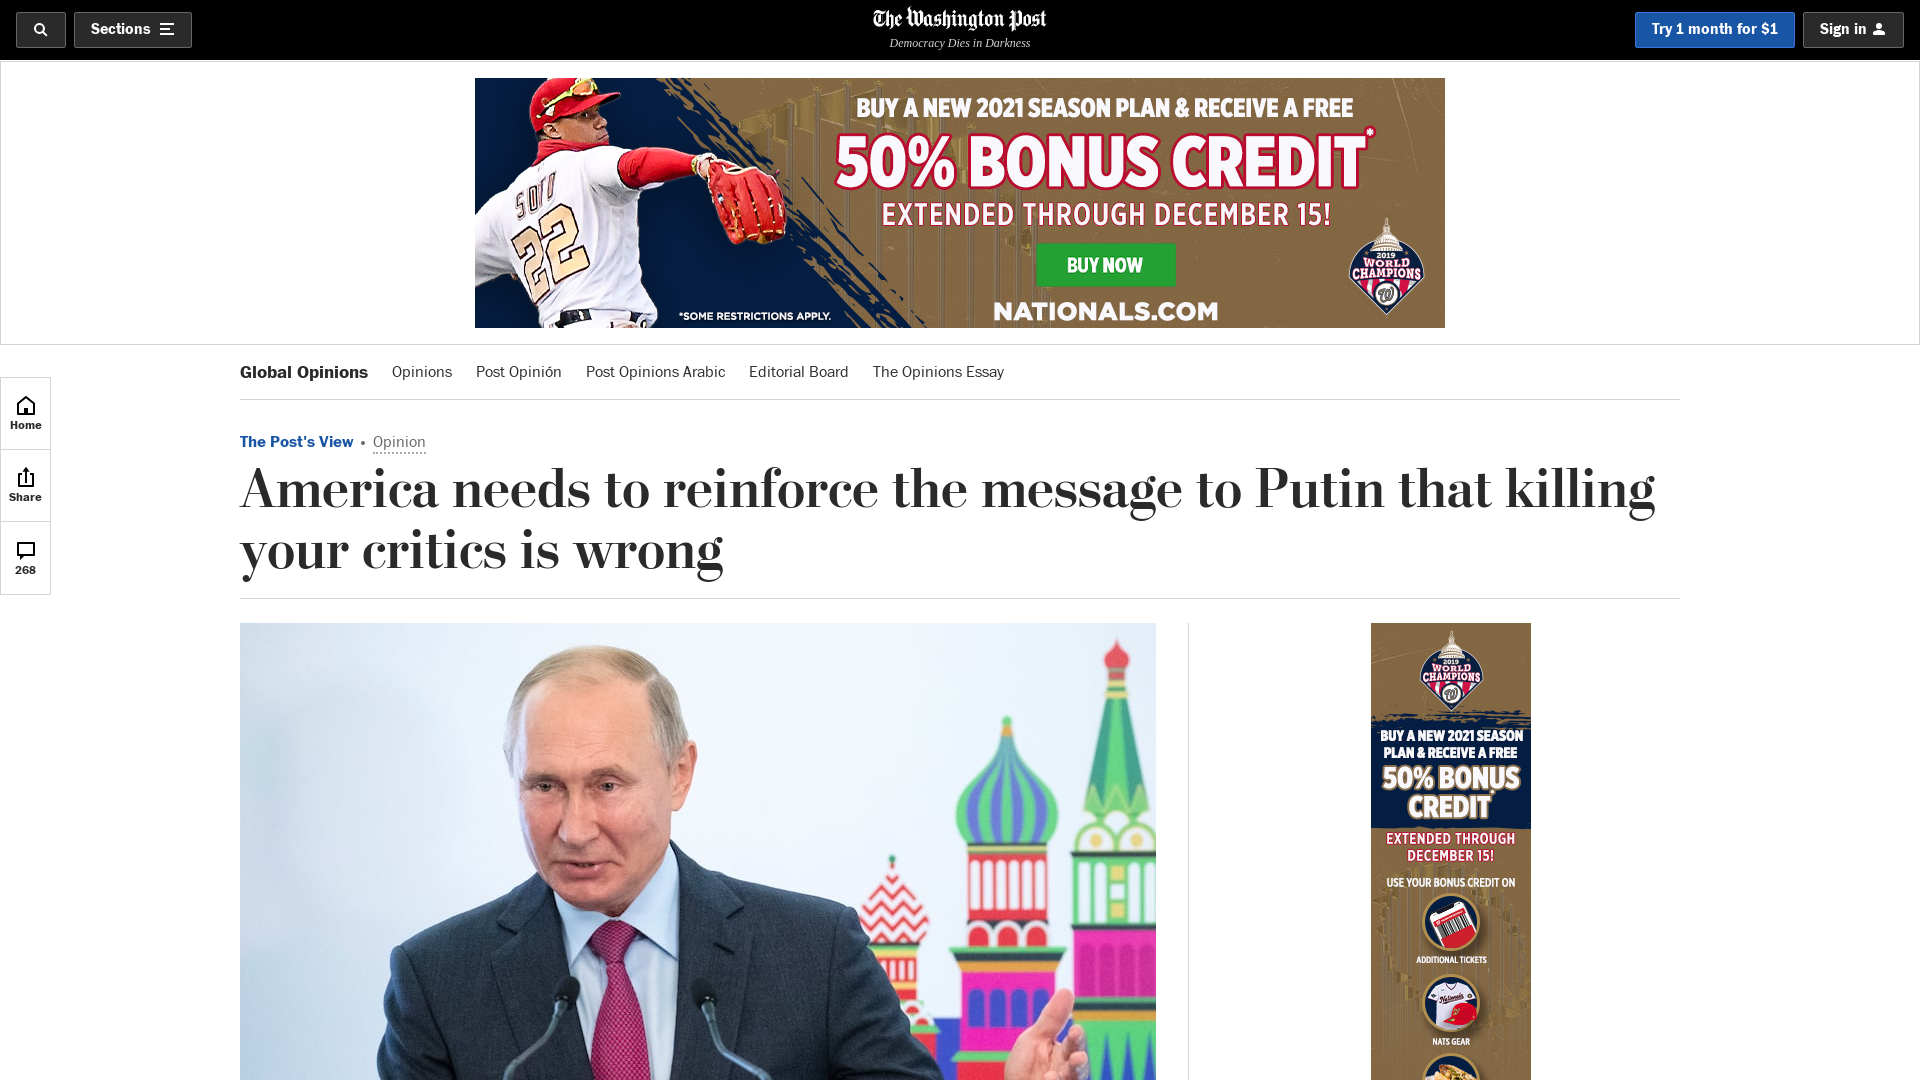 Sections
The Washington Post
Democracy Dies in Darkness
Try 1 month for $1
Sign in
BUY A NEW 2021 SEASON PLAN & RECEIVE A FREE
50% BONUS CREDIT*
EXTENDED THROUGH DECEMBER 15!
BUY NOW
NATIONALS.COM
*SOME RESTRICTIONS APPLY.
22
2019
WORLD
CHAMPIONS
W
Global Opinions
Opinions
Post Opinión
Post Opinions Arabic
Editorial Board
The Opinions Essay
Home
Share
268
The Post's View • Opinion
America needs to reinforce the message to Putin that killing
your critics is wrong
2019
WORLD
CHAMPIONS
W
BUY A NEW 2021 SEASON
PLAN & RECEIVE A FREE
50% BONUS
CREDIT*
EXTENDED THROUGH
DECEMBER 15!
USE YOUR BONUS CREDIT ON
ADDITIONAL TICKETS
Nationals
NATS GEAR